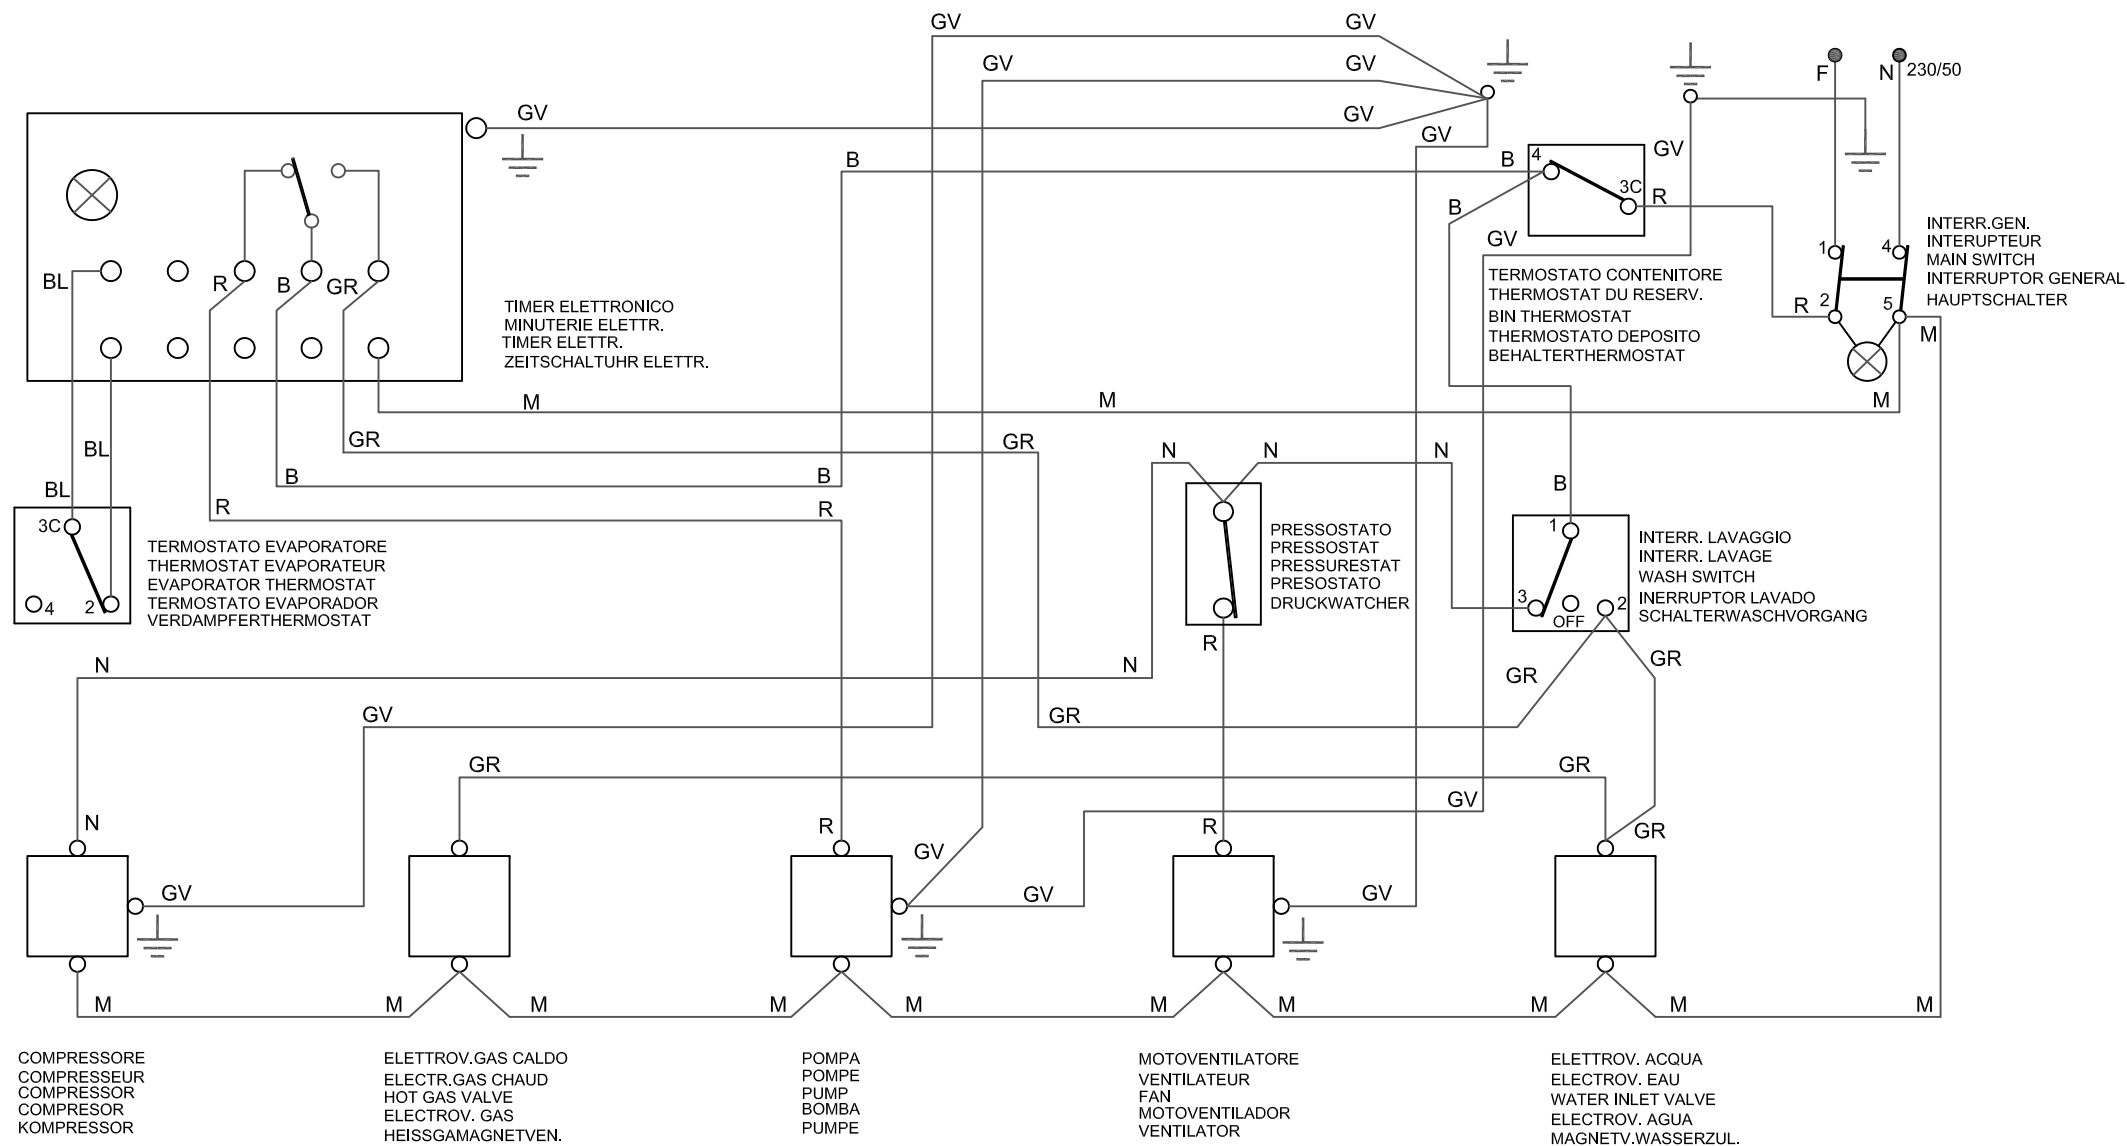 GV GV
GV GV
F N 230/50
GV GV GV
B B 4 GV
3C R
B
GV
INTERR.GEN.
INTERUPTEUR
MAIN SWITCH
INTERRUPTOR GENERAL
HAUPTSCHALTER
1 4
R 2 5
M
BL R B GR
TIMER ELETTRONICO
MINUTERIE ELETTR.
TIMER ELETTR.
ZEITSCHALTUHR ELETTR.
TERMOSTATO CONTENITORE
THERMOSTAT DU RESERV.
BIN THERMOSTAT
THERMOSTATO DEPOSITO
BEHALTERTHERMOSTAT
M M M
BL GR GR N N N
B B B
BL R R
3C
4 2
TERMOSTATO EVAPORATORE
THERMOSTAT EVAPORATEUR
EVAPORATOR THERMOSTAT
TERMOSTATO EVAPORADOR
VERDAMPFERTHERMOSTAT
PRESSOSTATO
PRESSOSTAT
PRESSURESTAT
PRESOSTATO
DRUCKWATCHER
1
3 2
OFF
INTERR. LAVAGGIO
INTERR. LAVAGE
WASH SWITCH
INERRUPTOR LAVADO
SCHALTERWASCHVORGANG
R
N N GR GR
GV GR
GR GR
GV
N R R GR
GV
GV GV GV
M M M M M M M M M M
COMPRESSORE
COMPRESSEUR
COMPRESSOR
COMPRESOR
KOMPRESSOR
ELETTROV.GAS CALDO
ELECTR.GAS CHAUD
HOT GAS VALVE
ELECTROV. GAS
HEISSGAMAGNETVEN.
POMPA
POMPE
PUMP
BOMBA
PUMPE
MOTOVENTILATORE
VENTILATEUR
FAN
MOTOVENTILADOR
VENTILATOR
ELETTROV. ACQUA
ELECTROV. EAU
WATER INLET VALVE
ELECTROV. AGUA
MAGNETV.WASSERZUL.